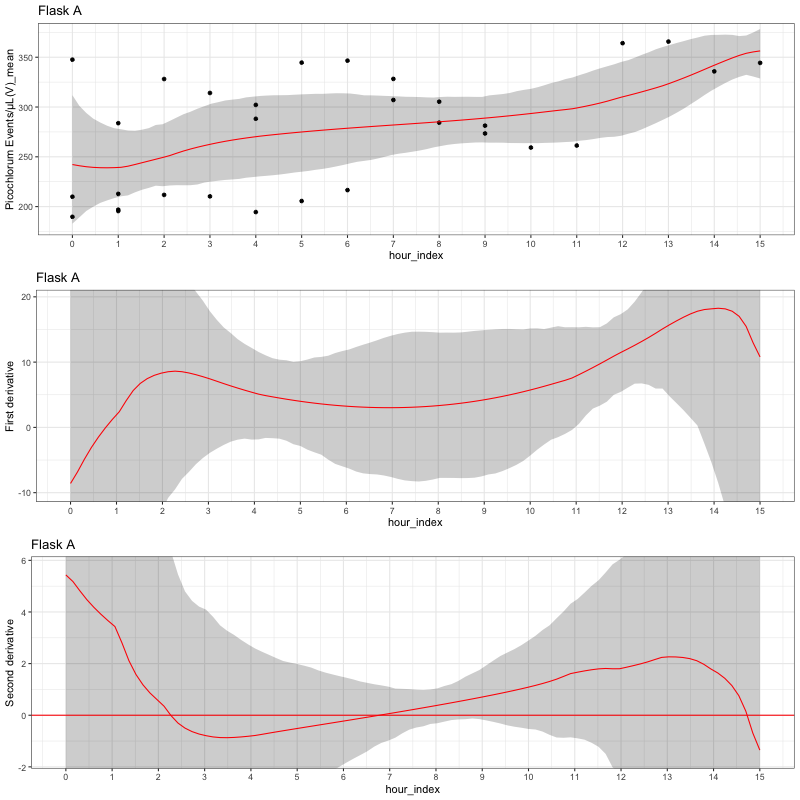 Flask A
Picochlorum Events/µL(V)_mean
350
300
250
200
0 1 2 3 4 5 6 7 8 9 10 11 12 13 14 15
hour_index
Flask A
First derivative
20
10
0
-10
0 1 2 3 4 5 6 7 8 9 10 11 12 13 14 15
hour_index
Flask A
Second derivative
6
4
2
0
-2
0 1 2 3 4 5 6 7 8 9 10 11 12 13 14 15
hour_index